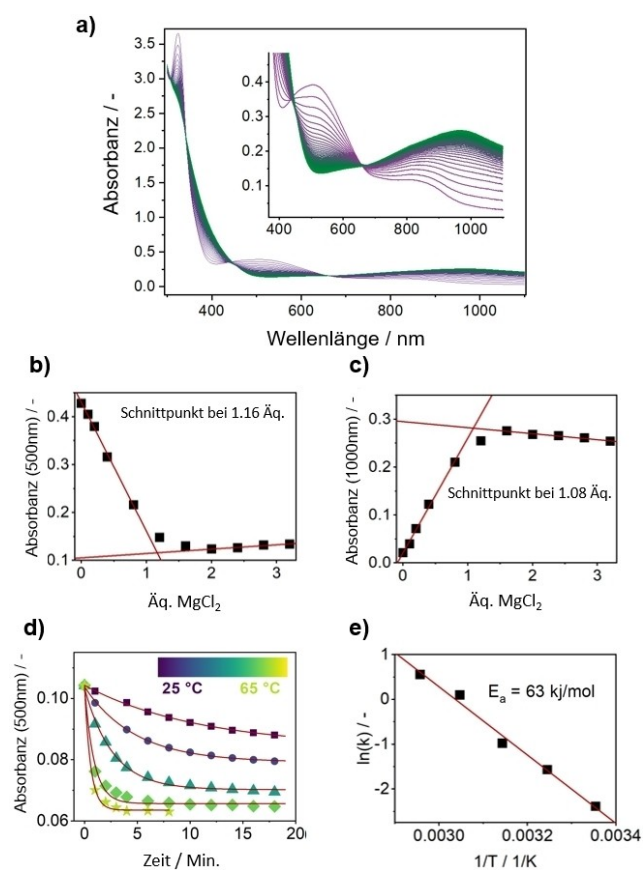 a)
Absorbanz / -
3.5
3.0
2.5
2.0
1.5
1.0
0.5
0.0
0.4
0.3
0.2
0.1
400 600 800 1000
400 600 800 1000
Wellenlänge / nm
b)
Absorbanz (500nm) / -
0.4
0.3
0.2
0.1
Schnittpunkt bei 1.16 Äq.
0 1 2 3
Äq. MgCl2
c)
Absorbanz (1000nm) / -
0.3
0.2
0.1
0.0
Schnittpunkt bei 1.08 Äq.
0 1 2 3
Äq. MgCl2
d)
Absorbanz (500nm) / -
0.10
0.08
0.06
25 °C 65 °C
0 5 10 15 20
Zeit / Min.
e)
ln(k) / -
1
0
-1
-2
Ea = 63 kj/mol
0.0030 0.0032 0.0034
1/T / 1/K